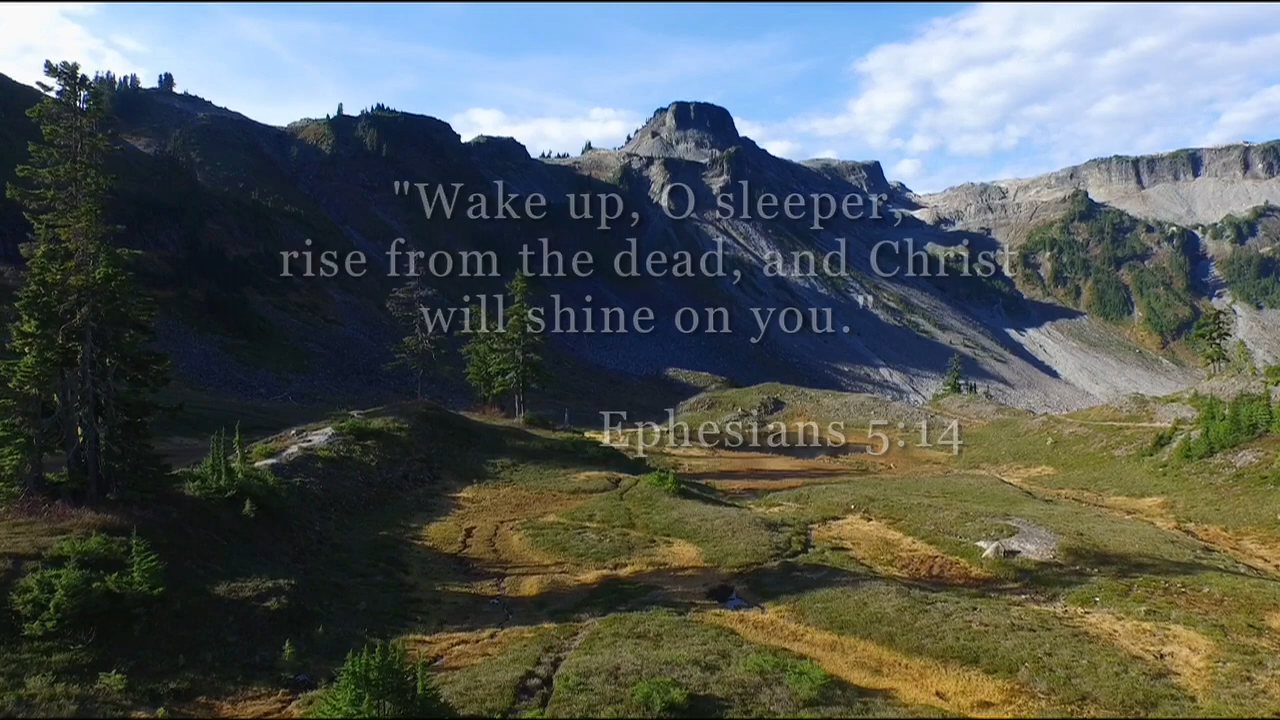 "Wake up, O sleeper,
rise from the dead, and Christ
will shine on you."
Ephesians 5:14